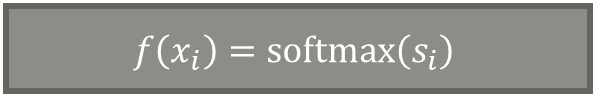 f(xᵢ) = softmax(sᵢ)